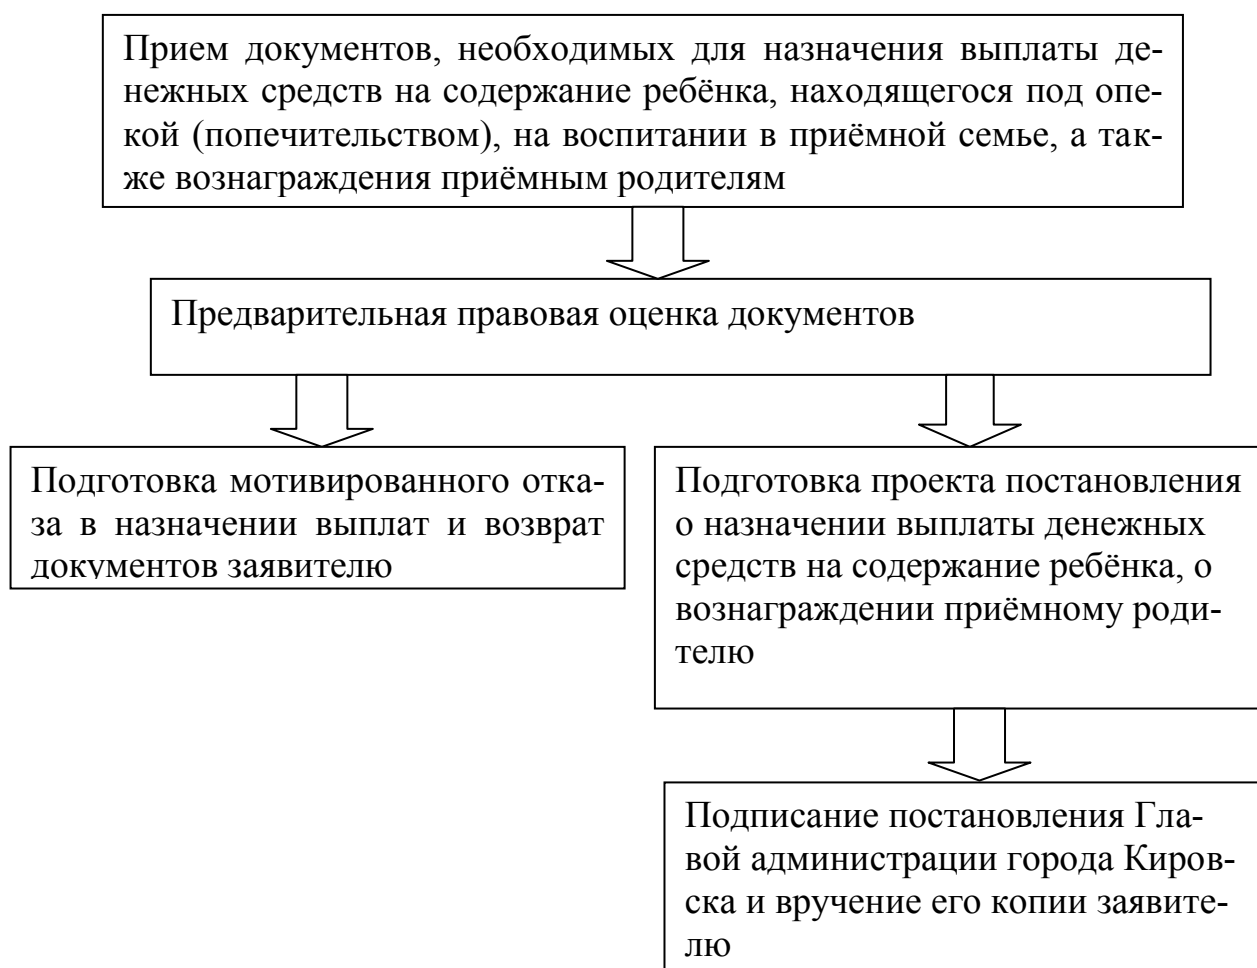 Прием документов, необходимых для назначения выплаты де-
нежных средств на содержание ребёнка, находящегося под опе-
кой (попечительством), на воспитании в приёмной семье, а так-
же вознаграждения приёмным родителям
Предварительная правовая оценка документов
Подготовка мотивированного отка-
за в назначении выплат и возврат
документов заявителю
Подготовка проекта постановления
о назначении выплаты денежных
средств на содержание ребёнка, о
вознаграждении приёмному роди-
телю
Подписание постановления Гла-
вой администрации города Киров-
ска и вручение его копии заявите-
лю